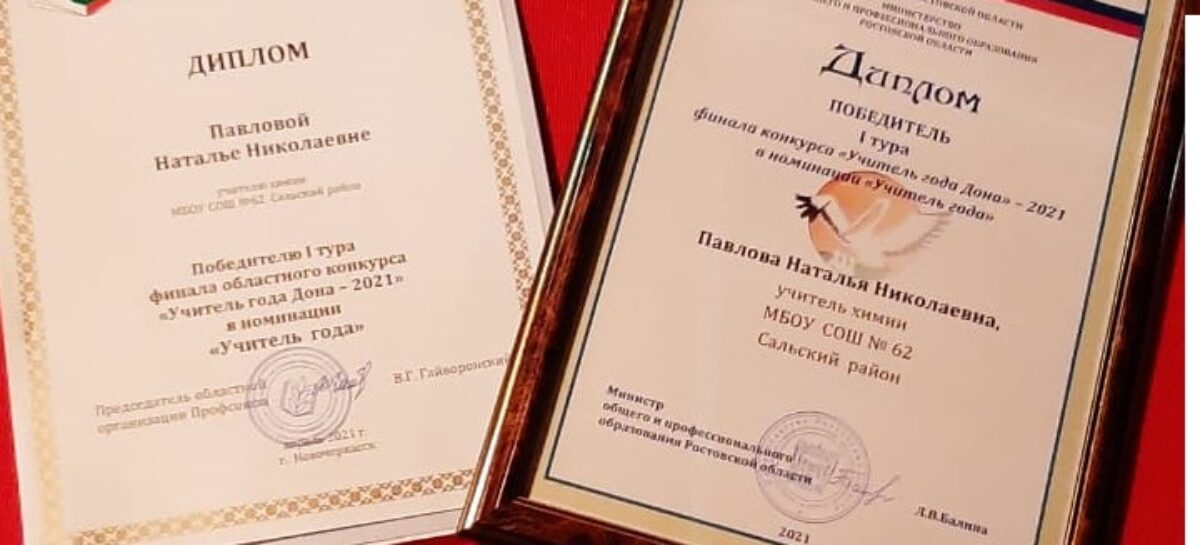 ДИПЛОМ
Павловой
Наталье Николаевне
учителю химии
МБОУ СОШ №62 Сальский район
Победителю I тура
финала областного конкурса
«Учитель года Дона – 2021»
в номинации
«Учитель года»
Председатель областной
организации Профсоюза
В.Г. Гайворонский
2021 г.
г. Новочеркасск
РОСТОВСКОЙ ОБЛАСТИ
МИНИСТЕРСТВО
ОБЩЕГО И ПРОФЕССИОНАЛЬНОГО ОБРАЗОВАНИЯ
РОСТОВСКОЙ ОБЛАСТИ
Диплом
ПОБЕДИТЕЛЬ
I тура
финала конкурса «Учитель года Дона» – 2021
в номинации «Учитель года»
Павлова Наталья Николаевна,
учитель химии
МБОУ СОШ № 62
Сальский район
Министр
общего и профессионального
образования Ростовской области
Л.В.Балина
2021